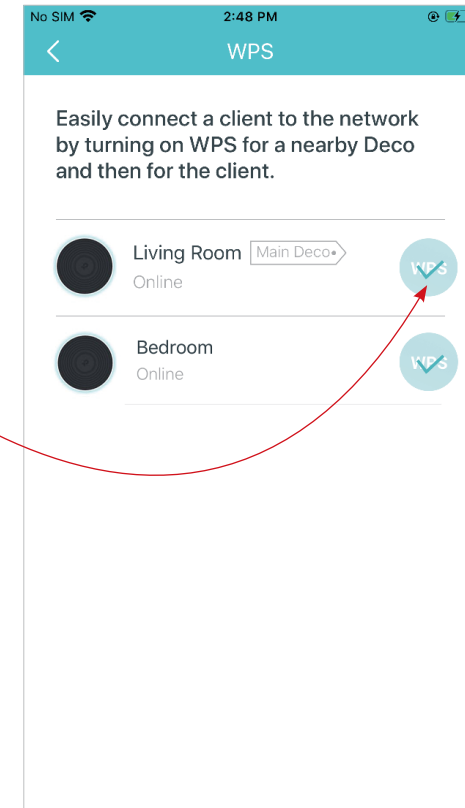 No SIM 2:48 PM
WPS
Easily connect a client to the network
by turning on WPS for a nearby Deco
and then for the client.
Living Room Main Deco
Online
WPS
Bedroom
Online
WPS